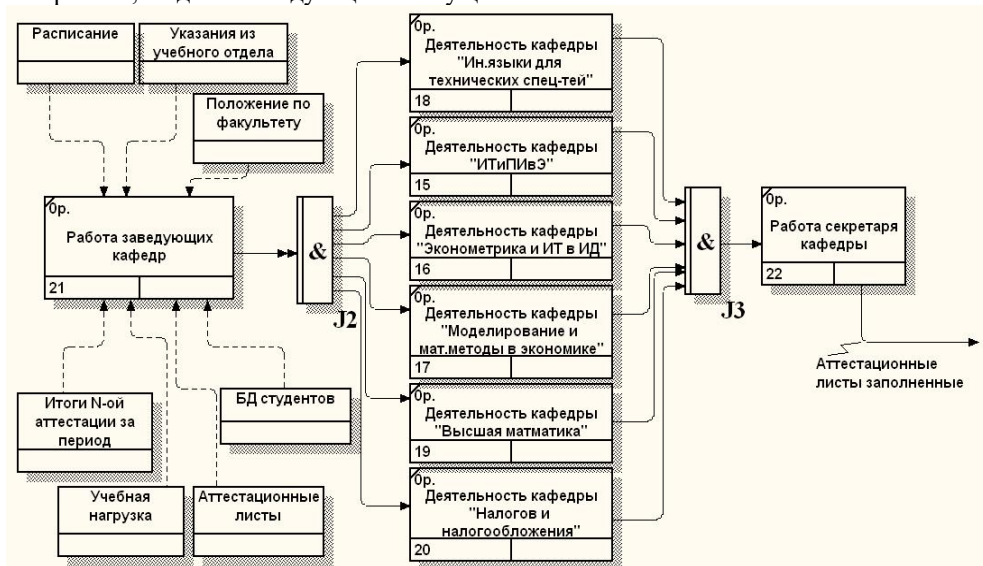 Расписание
Указания из
учебного отдела
Положение по
факультету
0р.
Работа заведующих
кафедр
21
Итоги N-ой
аттестации за
период
БД студентов
Учебная
нагрузка
Аттестационные
листы
&
J2
0р.
Деятельность кафедры
"Ин.языки для
технических спец-тей"
18
0р.
Деятельность кафедры
"ИТиПИвЭ"
15
0р.
Деятельность кафедры
"Эконометрика и ИТ в ИД"
16
0р.
Деятельность кафедры
"Моделирование и
мат.методы в экономике"
17
0р.
Деятельность кафедры
"Высшая матматика"
19
0р.
Деятельность кафедры
"Налогов и
налогообложения"
20
&
J3
0р.
Работа секретаря
кафедры
22
Аттестационные
листы заполненные